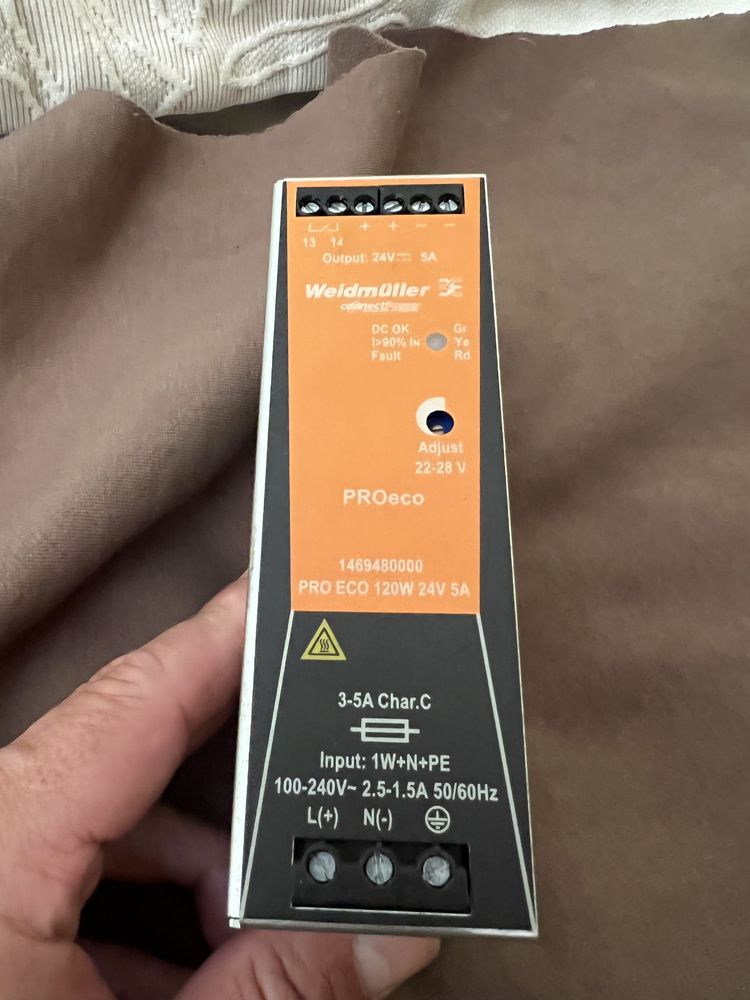 + + - -
13 14
Output: 24V 5A
Weidmüller
connectPower
DC OK Gr
I>90% IN Ye
Fault Rd
Adjust
22-28 V
PROeco
1469480000
PRO ECO 120W 24V 5A
3-5A Char.C
Input: 1W+N+PE
100-240V~ 2.5-1.5A 50/60Hz
L(+) N(-)